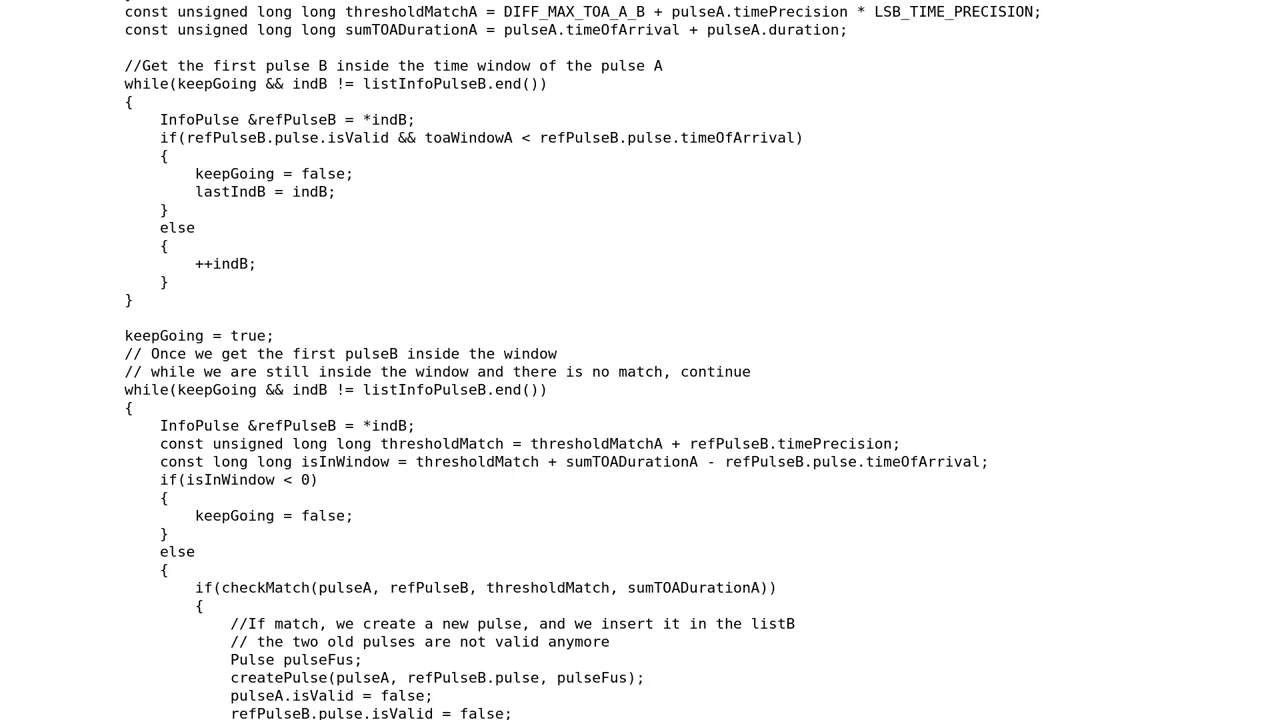 const unsigned long long thresholdMatchA = DIFF_MAX_TOA_A_B + pulseA.timePrecision * LSB_TIME_PRECISION;
const unsigned long long sumTOADurationA = pulseA.timeOfArrival + pulseA.duration;
//Get the first pulse B inside the time window of the pulse A
while(keepGoing && indB != listInfoPulseB.end())
{
InfoPulse &refPulseB = *indB;
if(refPulseB.pulse.isValid && toaWindowA < refPulseB.pulse.timeOfArrival)
{
keepGoing = false;
lastIndB = indB;
}
else
{
++indB;
}
}
keepGoing = true;
// Once we get the first pulseB inside the window
// while we are still inside the window and there is no match, continue
while(keepGoing && indB != listInfoPulseB.end())
{
InfoPulse &refPulseB = *indB;
const unsigned long long thresholdMatch = thresholdMatchA + refPulseB.timePrecision;
const long long isInWindow = thresholdMatch + sumTOADurationA - refPulseB.pulse.timeOfArrival;
if(isInWindow < 0)
{
keepGoing = false;
}
else
{
if(checkMatch(pulseA, refPulseB, thresholdMatch, sumTOADurationA))
{
//If match, we create a new pulse, and we insert it in the listB
// the two old pulses are not valid anymore
Pulse pulseFus;
createPulse(pulseA, refPulseB.pulse, pulseFus);
pulseA.isValid = false;
refPulseB.pulse.isValid = false;